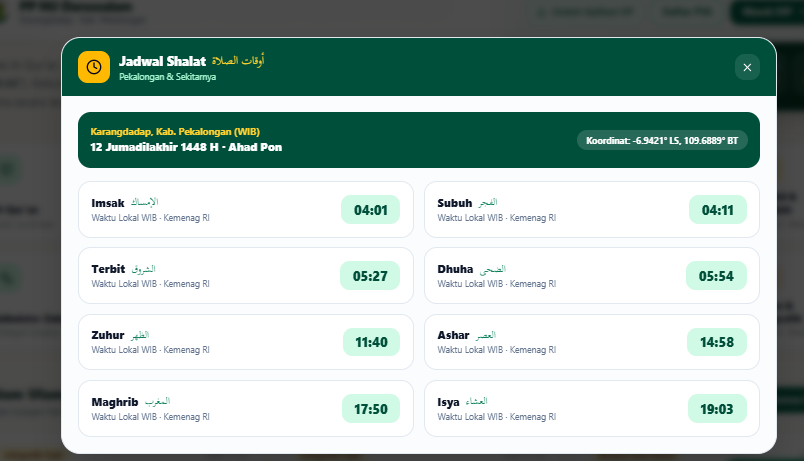 Jadwal Shalat أوقات الصلاة
Pekalongan & Sekitarnya
Karangdadap, Kab. Pekalongan (WIB)
12 Jumadilakhir 1448 H · Ahad Pon
Koordinat: -6.9421° LS, 109.6889° BT
Imsak الإمساك
Waktu Lokal WIB · Kemenag RI
04:01
Subuh الفجر
Waktu Lokal WIB · Kemenag RI
04:11
Terbit الشروق
Waktu Lokal WIB · Kemenag RI
05:27
Dhuha الضحى
Waktu Lokal WIB · Kemenag RI
05:54
Zuhur الظهر
Waktu Lokal WIB · Kemenag RI
11:40
Ashar العصر
Waktu Lokal WIB · Kemenag RI
14:58
Maghrib المغرب
Waktu Lokal WIB · Kemenag RI
17:50
Isya العشاء
Waktu Lokal WIB · Kemenag RI
19:03